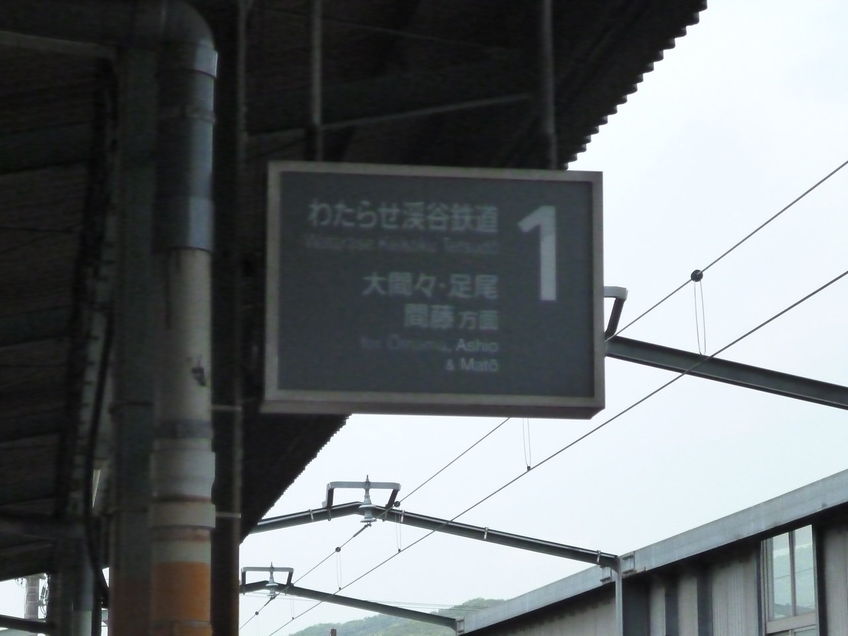 わたらせ渓谷鉄道 1
Watarase Keikoku Tetsudō
大間々・足尾
間藤 方面
for Ōmama, Ashio
& Matō